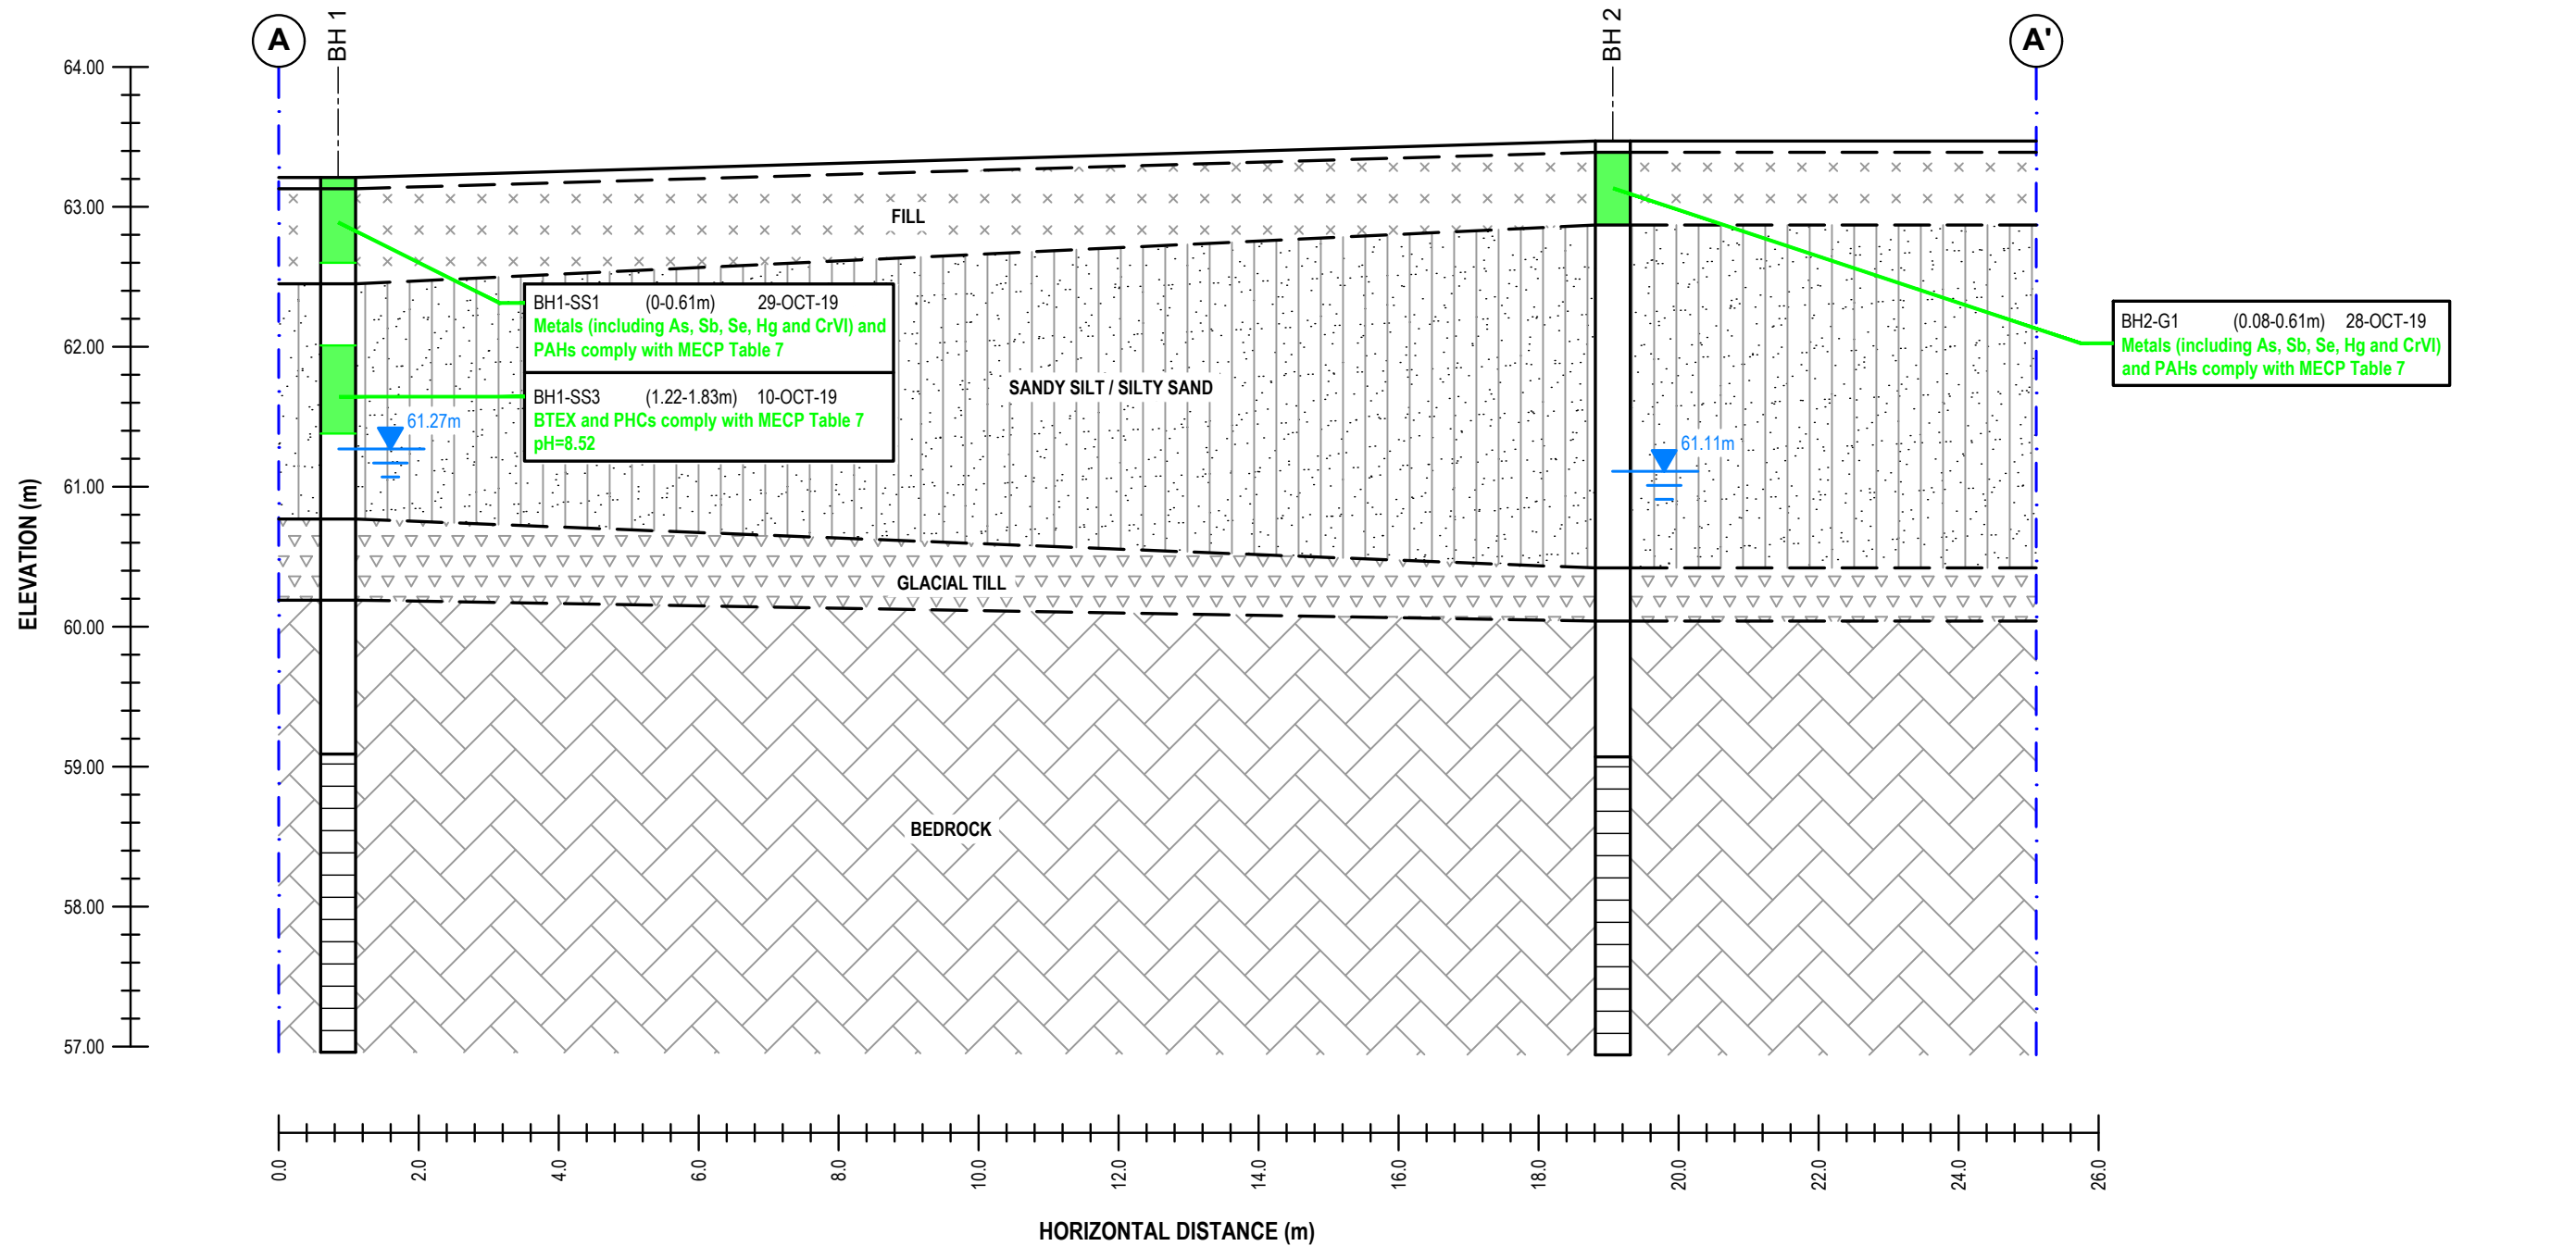 A
BH 1
BH 2
A'
64.00
63.00
62.00
61.00
60.00
59.00
58.00
57.00
ELEVATION (m)
FILL
BH1-SS1 (0-0.61m) 29-OCT-19
Metals (including As, Sb, Se, Hg and CrVI) and
PAHs comply with MECP Table 7
BH1-SS3 (1.22-1.83m) 10-OCT-19
BTEX and PHCs comply with MECP Table 7
pH=8.52
61.27m
SANDY SILT / SILTY SAND
BH2-G1 (0.08-0.61m) 28-OCT-19
Metals (including As, Sb, Se, Hg and CrVI)
and PAHs comply with MECP Table 7
61.11m
GLACIAL TILL
BEDROCK
0.0
2.0
4.0
6.0
8.0
10.0
12.0
14.0
16.0
18.0
20.0
22.0
24.0
26.0
HORIZONTAL DISTANCE (m)